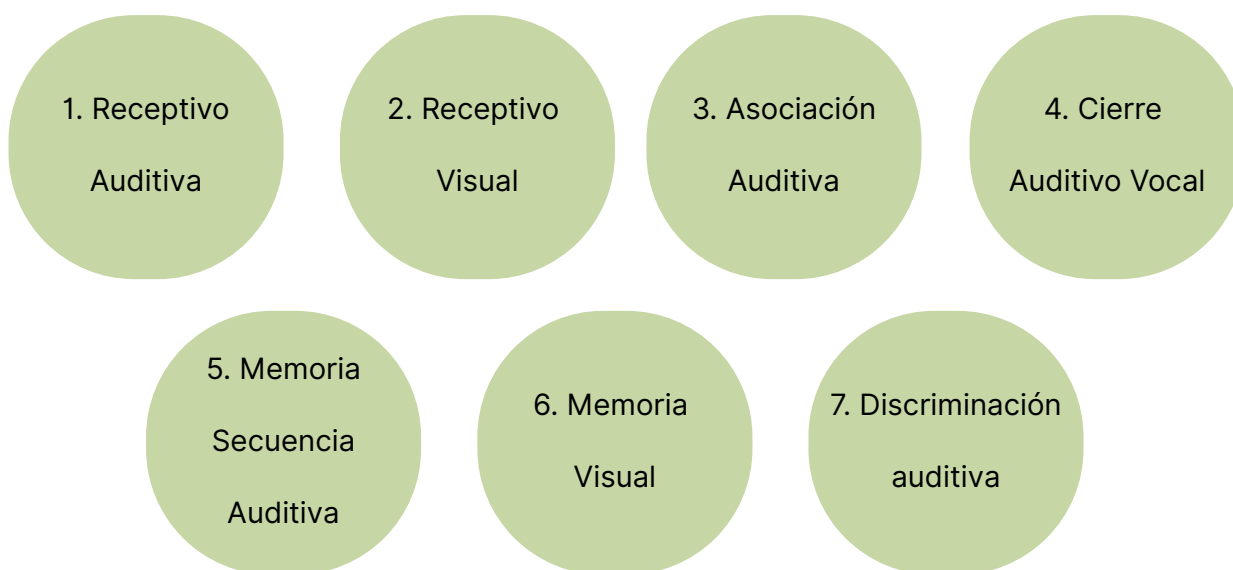 1. Receptivo
Auditiva
2. Receptivo
Visual
3. Asociación
Auditiva
4. Cierre
Auditivo Vocal
5. Memoria
Secuencia
Auditiva
6. Memoria
Visual
7. Discriminación
auditiva